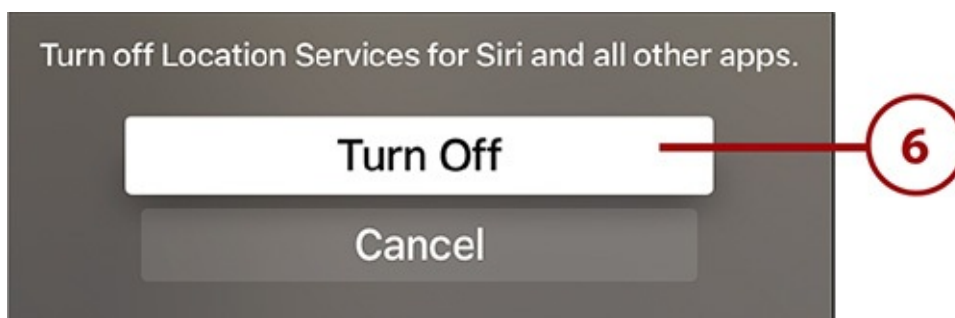 Turn off Location Services for Siri and all other apps.
Turn Off
6
Cancel